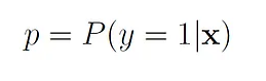 p = P(y = 1|x)